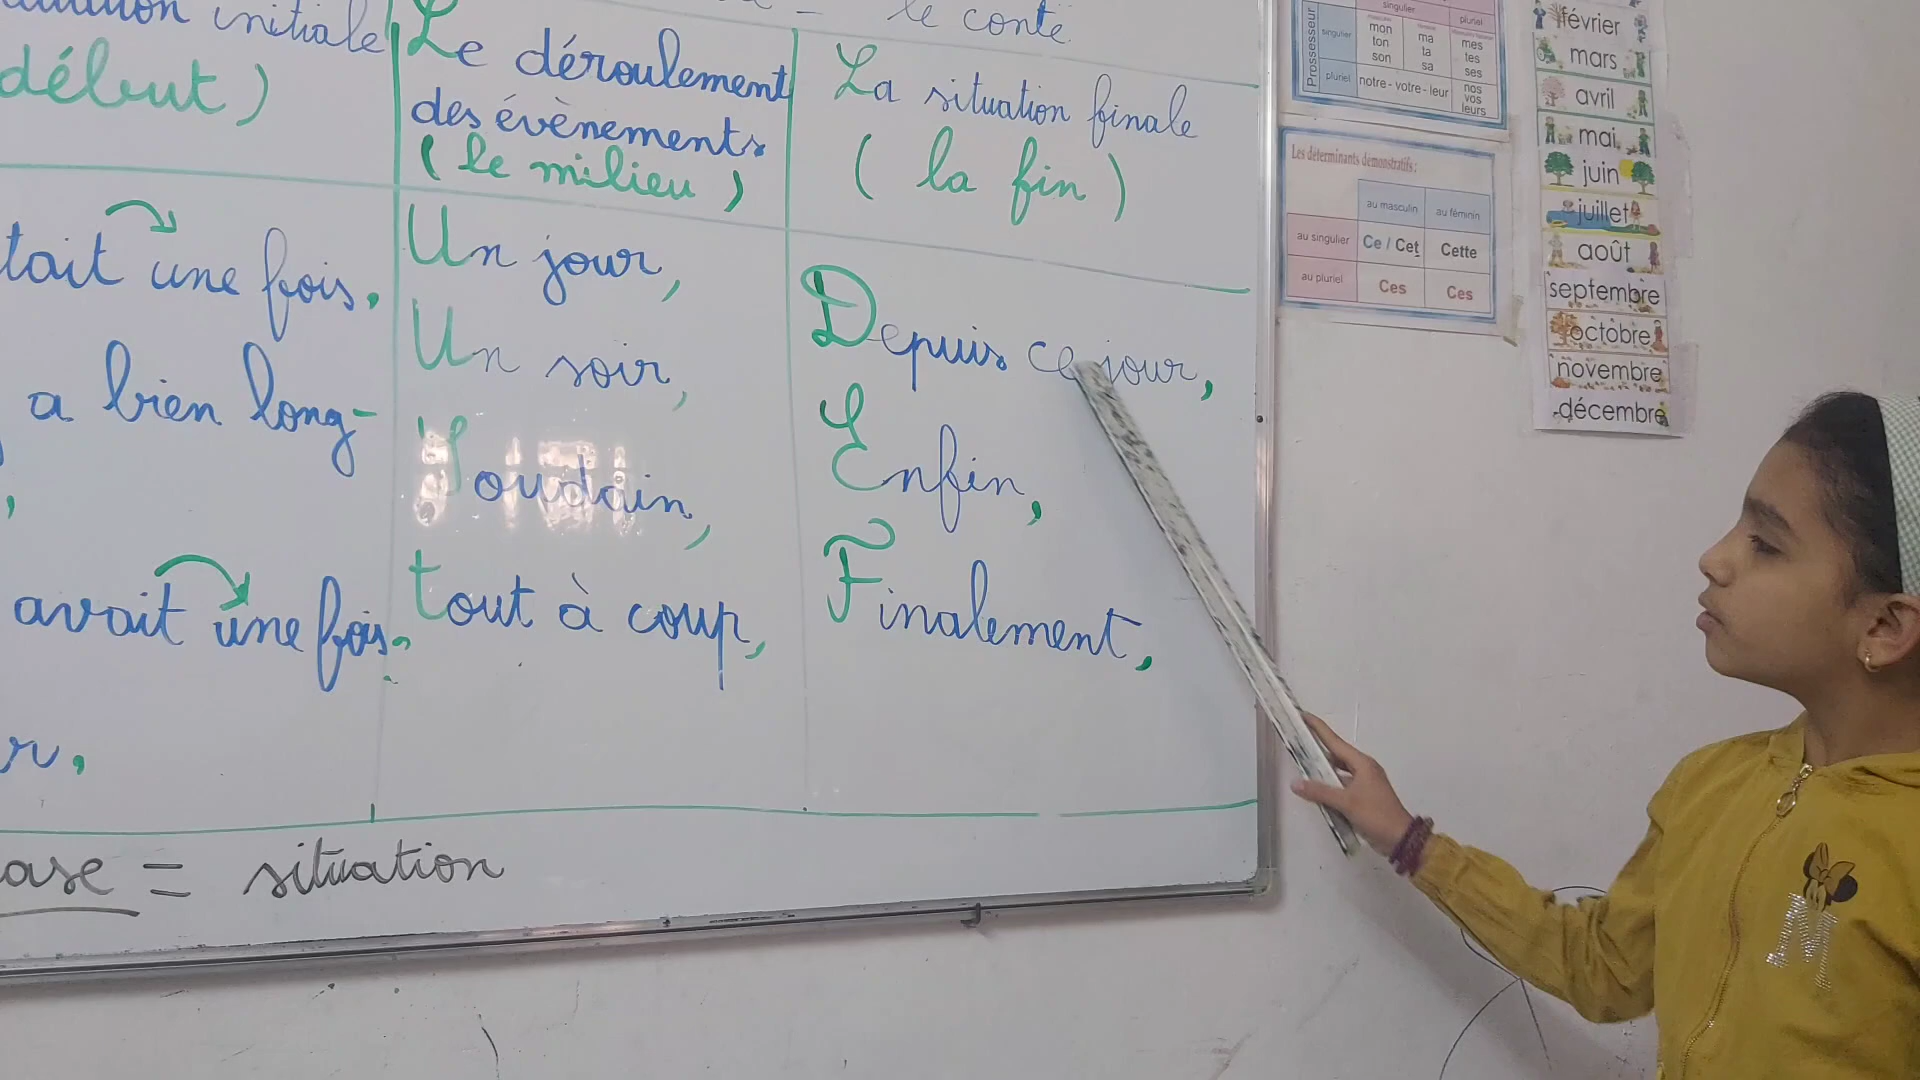 le conte
situation initiale
début)
Le déroulement
des évènements
(le milieu)
La situation finale
(la fin)
tait une fois,
a bien long-
,
avait une fois,
r,
Un jour,
Un soir,
Soudain,
tout à coup,
Depuis ce jour,
Enfin,
Finalement,
ase = situation
Prossesseur
singulier
pluriel
singulier
mon
ton
son
ma
ta
sa
mes
tes
ses
pluriel
notre - votre - leur
nos
vos
leurs
Les déterminants démonstratifs :
au masculin
au féminin
au singulier
Ce / Cet
Cette
au pluriel
Ces
Ces
février
mars
avril
mai
juin
juillet
août
septembre
octobre
novembre
décembre
M